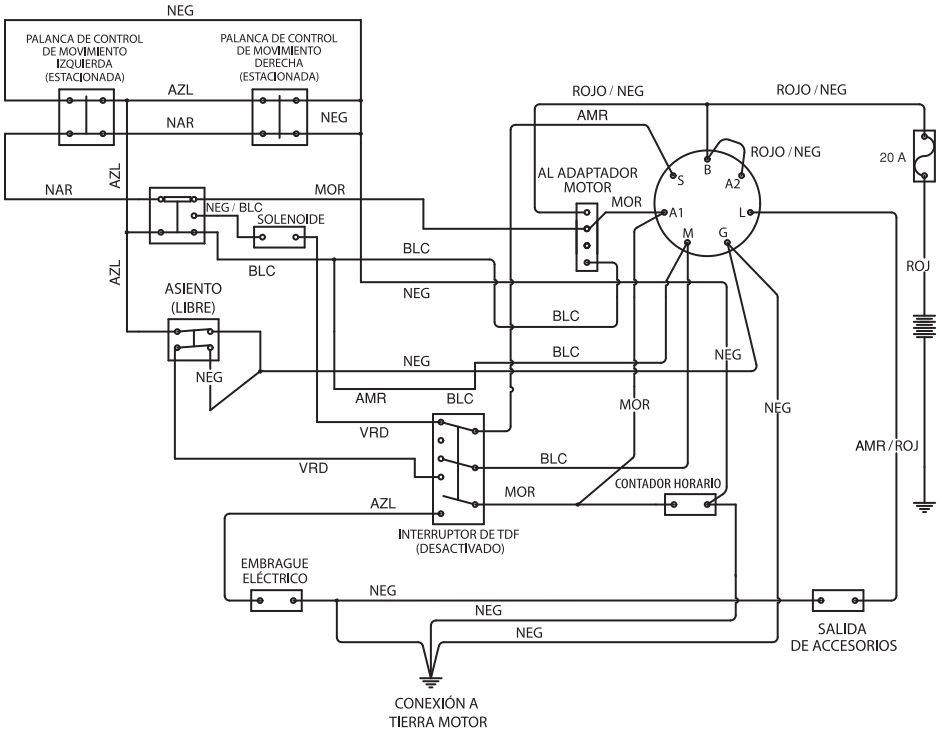 NEG
PALANCA DE CONTROL
DE MOVIMIENTO
IZQUIERDA
(ESTACIONADA)
PALANCA DE CONTROL
DE MOVIMIENTO
DERECHA
(ESTACIONADA)
AZL
NAR
NEG
ROJO / NEG
ROJO / NEG
AMR
ROJO / NEG
20 A
AL ADAPTADOR
MOTOR
B
S
A2
A1
L
M
G
AZL
NAR
MOR
MOR
NEG / BLC
SOLENOIDE
BLC
BLC
AZL
NEG
ROJ
ASIENTO
(LIBRE)
BLC
BLC
NEG
NEG
NEG
AMR
BLC
MOR
NEG
VRD
VRD
BLC
AMR / ROJ
AZL
MOR
CONTADOR HORARIO
INTERRUPTOR DE TDF
(DESACTIVADO)
EMBRAGUE
ELÉCTRICO
NEG
NEG
NEG
SALIDA
DE ACCESORIOS
CONEXIÓN A
TIERRA MOTOR